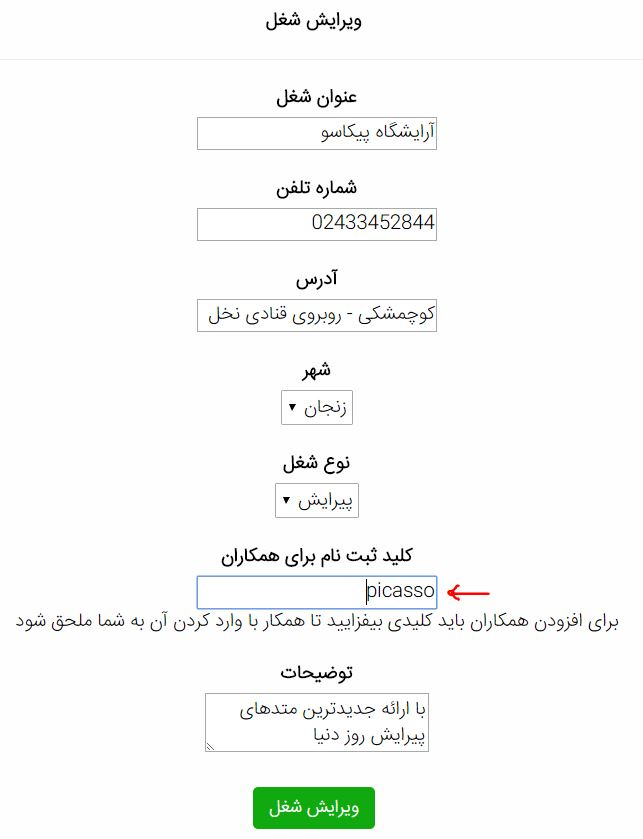 ویرایش شغل
عنوان شغل
آرایشگاه پیکاسو
شماره تلفن
02433452844
آدرس
کوچمشکی - روبروی قنادی نخل
شهر
زنجان
نوع شغل
پیرایش
کلید ثبت نام برای همکاران
picasso
برای افزودن همکاران باید کلیدی بیفزایید تا همکار با وارد کردن آن به شما ملحق شود
توضیحات
با ارائه جدیدترین متدهای
پیرایش روز دنیا
ویرایش شغل